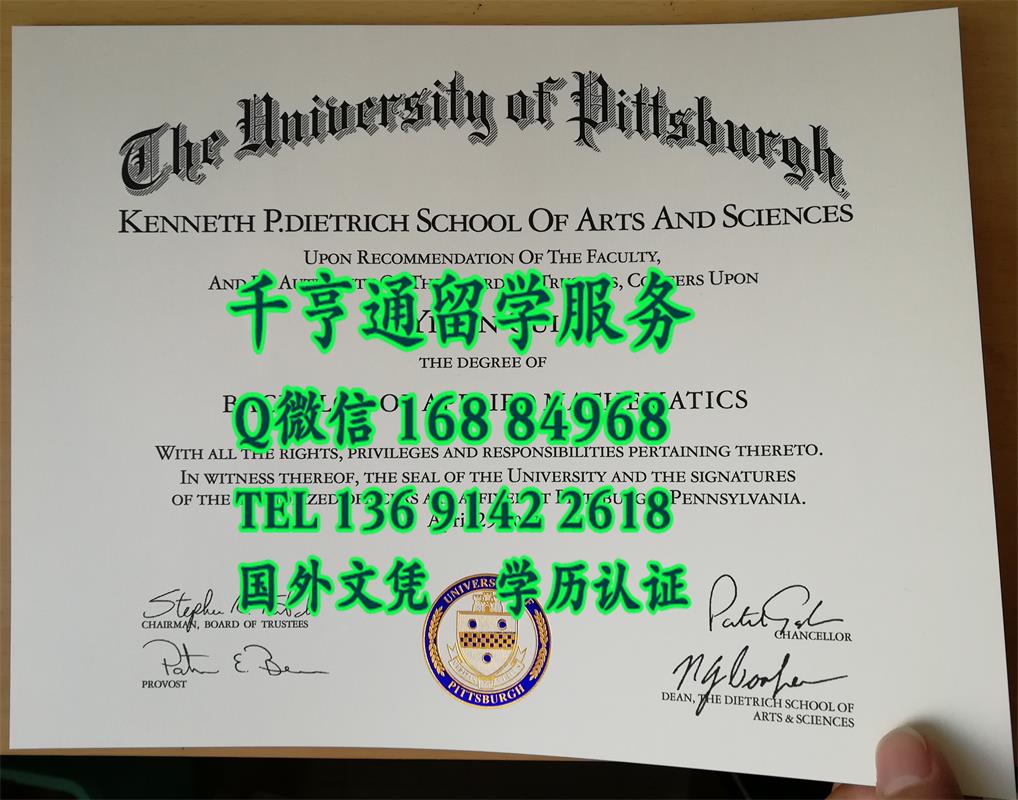 The University of Pittsburgh
KENNETH P.DIETRICH SCHOOL OF ARTS AND SCIENCES
UPON RECOMMENDATION OF THE FACULTY,
AND UPON
千亨通留学服务
THE DEGREE OF
MATHEMATICS
Q微信 168 84968
WITH ALL THE RIGHTS, PRIVILEGES AND RESPONSIBILITIES PERTAINING THERETO.
IN WITNESS THEREOF, THE SEAL OF THE UNIVERSITY AND THE SIGNATURES
OF THE PITTSBURGH, PENNSYLVANIA.
TEL 136 9142 2618
国外文凭 学历认证
CHAIRMAN, BOARD OF TRUSTEES
PROVOST
UNIVERSITY OF
PITTSBURGH
CHANCELLOR
DEAN, THE DIETRICH SCHOOL OF
ARTS & SCIENCES